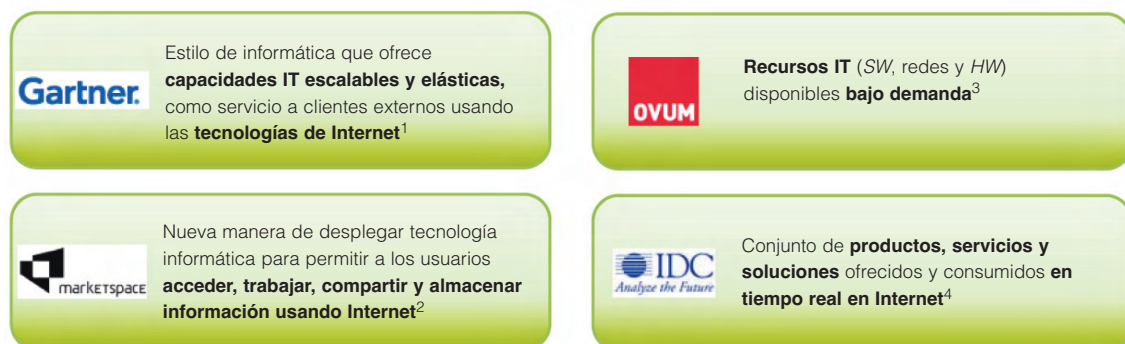 Gartner.
Estilo de informática que ofrece
capacidades IT escalables y elásticas,
como servicio a clientes externos usando
las tecnologías de Internet1
OVUM
Recursos IT (SW, redes y HW)
disponibles bajo demanda3
marketspace
Nueva manera de desplegar tecnología
informática para permitir a los usuarios
acceder, trabajar, compartir y almacenar
información usando Internet2
IDC
Analyze the Future
Conjunto de productos, servicios y
soluciones ofrecidos y consumidos en
tiempo real en Internet4